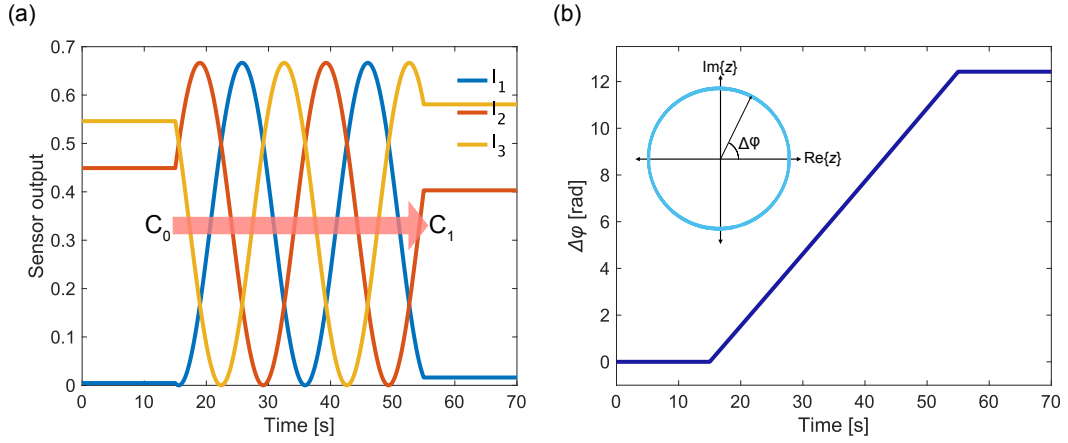 (a)
Sensor output
0.7
0.6
0.5
0.4
0.3
0.2
0.1
0
I1
I2
I3
C0
C1
0 10 20 30 40 50 60 70
Time [s]
(b)
Δφ [rad]
12
10
8
6
4
2
0
Im{z}
Δφ
Re{z}
0 10 20 30 40 50 60 70
Time [s]